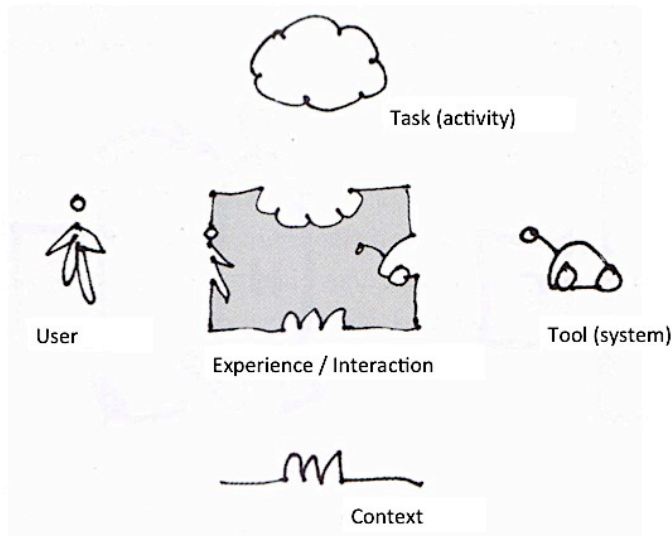 Task (activity)
User
Experience / Interaction
Tool (system)
Context